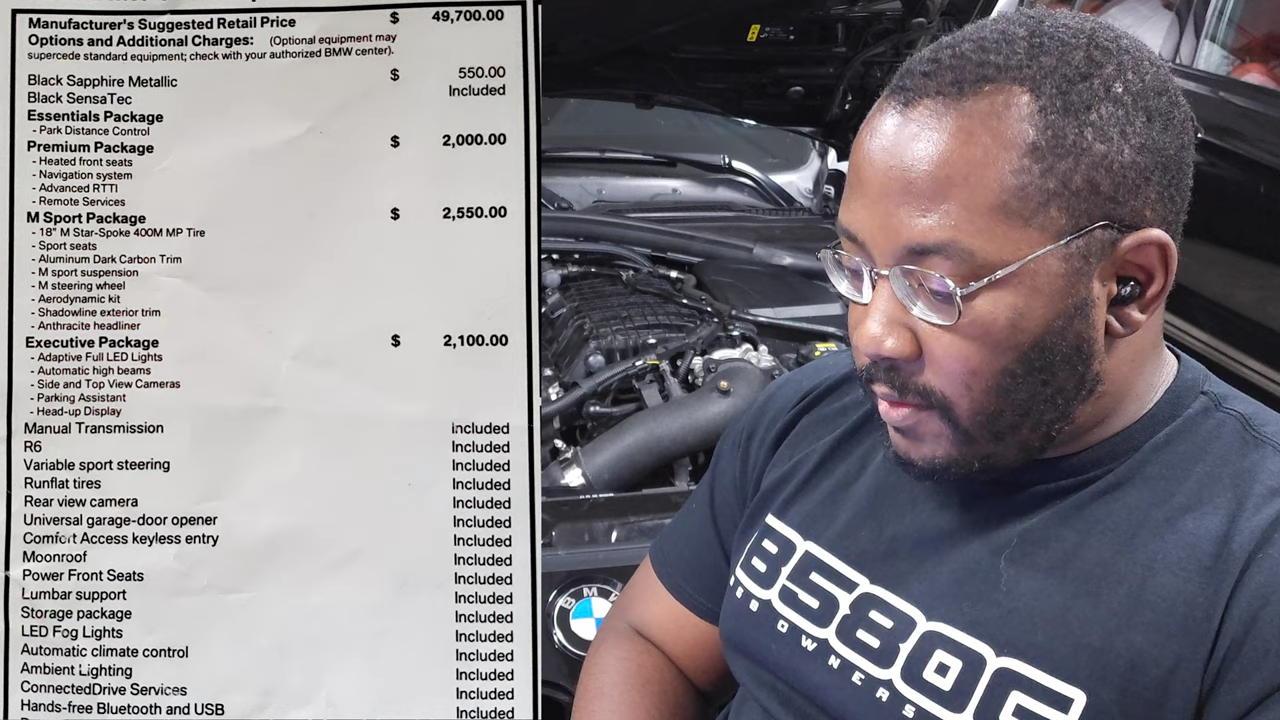 Manufacturer's Suggested Retail Price $ 49,700.00
Options and Additional Charges: (Optional equipment may
supercede standard equipment; check with your authorized BMW center).
Black Sapphire Metallic $ 550.00
Black SensaTec Included
Essentials Package
- Park Distance Control
Premium Package $ 2,000.00
- Heated front seats
- Navigation system
- Advanced RTTI
- Remote Services
M Sport Package $ 2,550.00
- 18" M Star-Spoke 400M MP Tire
- Sport seats
- Aluminum Dark Carbon Trim
- M sport suspension
- M steering wheel
- Aerodynamic kit
- Shadowline exterior trim
- Anthracite headliner
Executive Package $ 2,100.00
- Adaptive Full LED Lights
- Automatic high beams
- Side and Top View Cameras
- Parking Assistant
- Head-up Display
Manual Transmission Included
R6 Included
Variable sport steering Included
Runflat tires Included
Rear view camera Included
Universal garage-door opener Included
Comfort Access keyless entry Included
Moonroof Included
Power Front Seats Included
Lumbar support Included
Storage package Included
LED Fog Lights Included
Automatic climate control Included
Ambient Lighting Included
ConnectedDrive Services Included
Hands-free Bluetooth and USB Included
BMW
B58OG
OWNERS